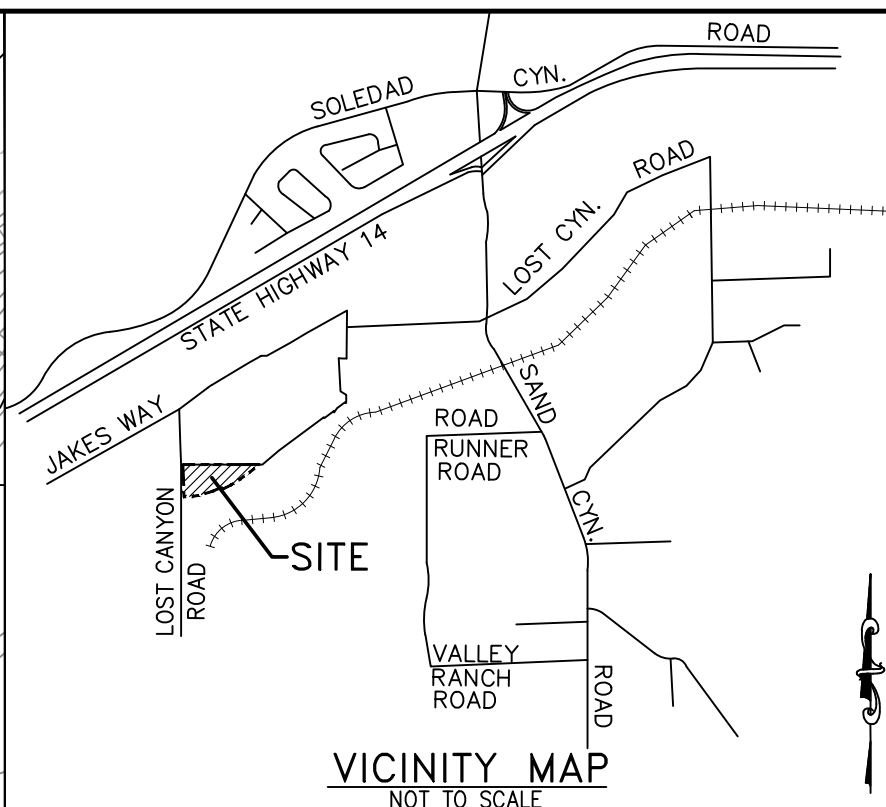 ROAD
CYN.
SOLEDAD
ROAD
LOST CYN.
STATE HIGHWAY 14
SAND
JAKES WAY
ROAD
RUNNER
ROAD
CYN.
LOST CANYON
ROAD
SITE
VALLEY
RANCH
ROAD
ROAD
VICINITY MAP
NOT TO SCALE